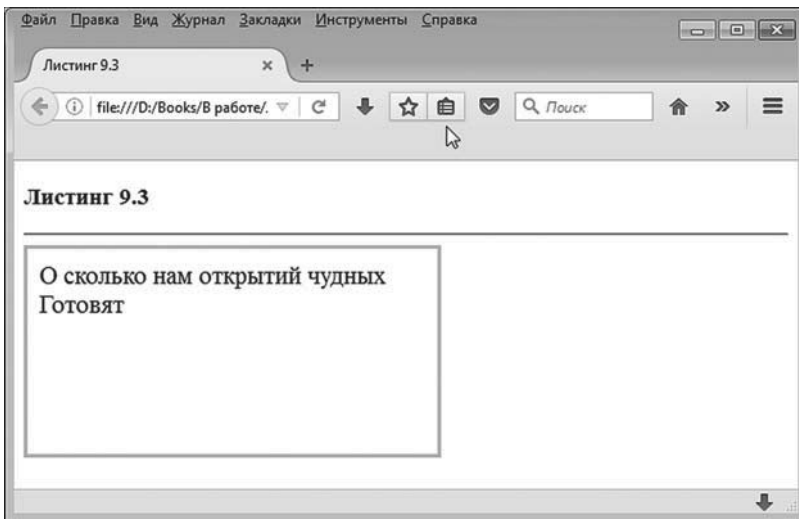 Файл Правка Вид Журнал Закладки Инструменты Справка
Листинг 9.3
file:///D:/Books/В работе/.
Поиск
Листинг 9.3
О сколько нам открытий чудных
Готовят